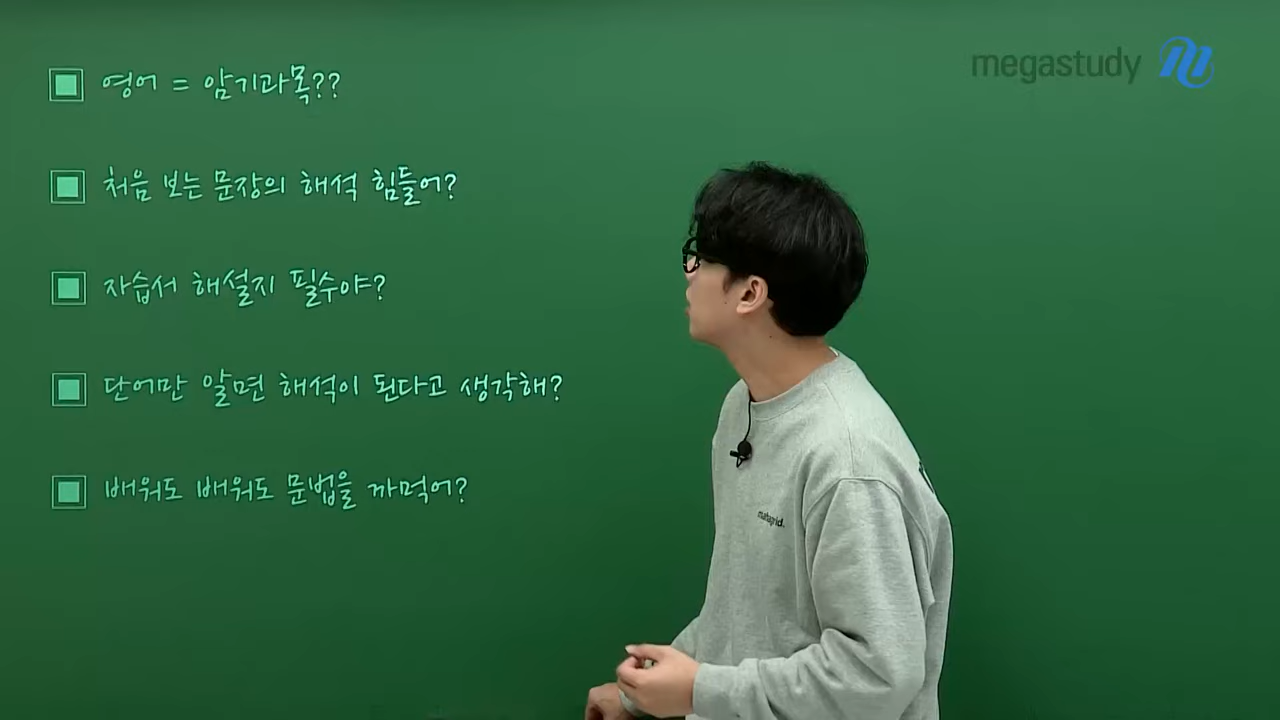 영어 = 암기과목??
megastudy
처음 보는 문장의 해석 힘들어?
자습서 해설지 필수야?
단어만 알면 해석이 된다고 생각해?
배워도 배워도 문법을 까먹어?